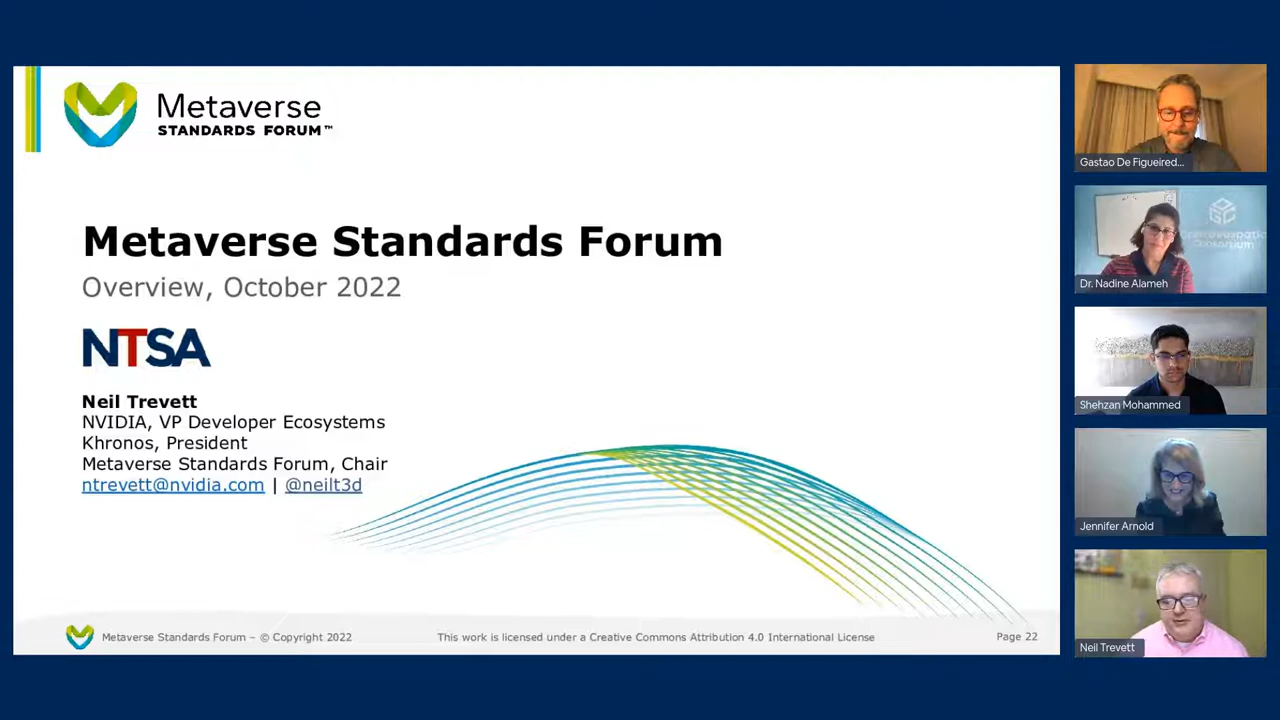 Metaverse
STANDARDS FORUM™
Metaverse Standards Forum
Overview, October 2022
NTSA
Neil Trevett
NVIDIA, VP Developer Ecosystems
Khronos, President
Metaverse Standards Forum, Chair
ntrevett@nvidia.com | @neilt3d
Metaverse Standards Forum – © Copyright 2022
This work is licensed under a Creative Commons Attribution 4.0 International License
Page 22
Gastao De Figueired...
Dr. Nadine Alameh
Shehzan Mohammed
Jennifer Arnold
Neil Trevett